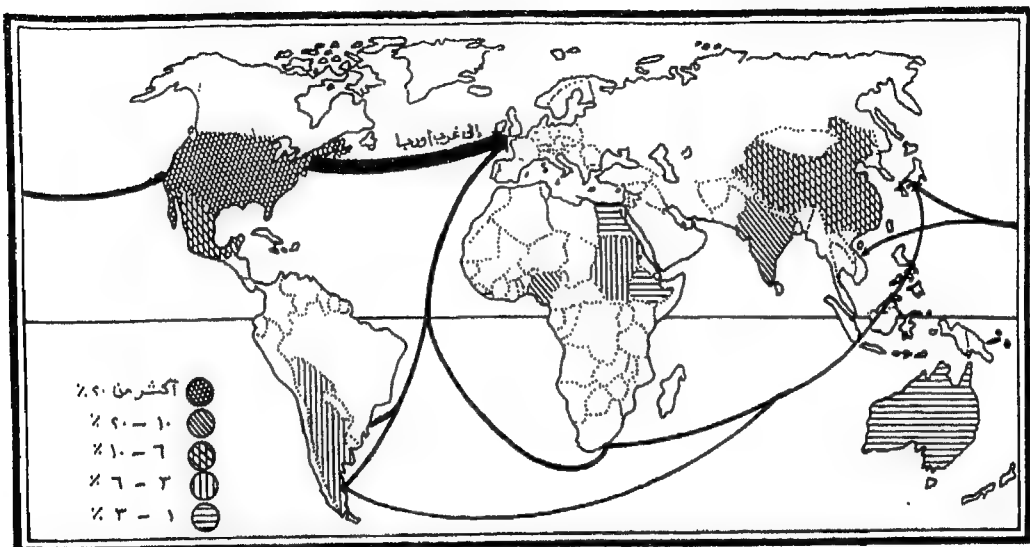 إلى غرب أوربا
أكثر من ٢٠ ٪
١٠ – ٢٠ ٪
٦ – ١٠ ٪
٣ – ٦ ٪
١ – ٣ ٪